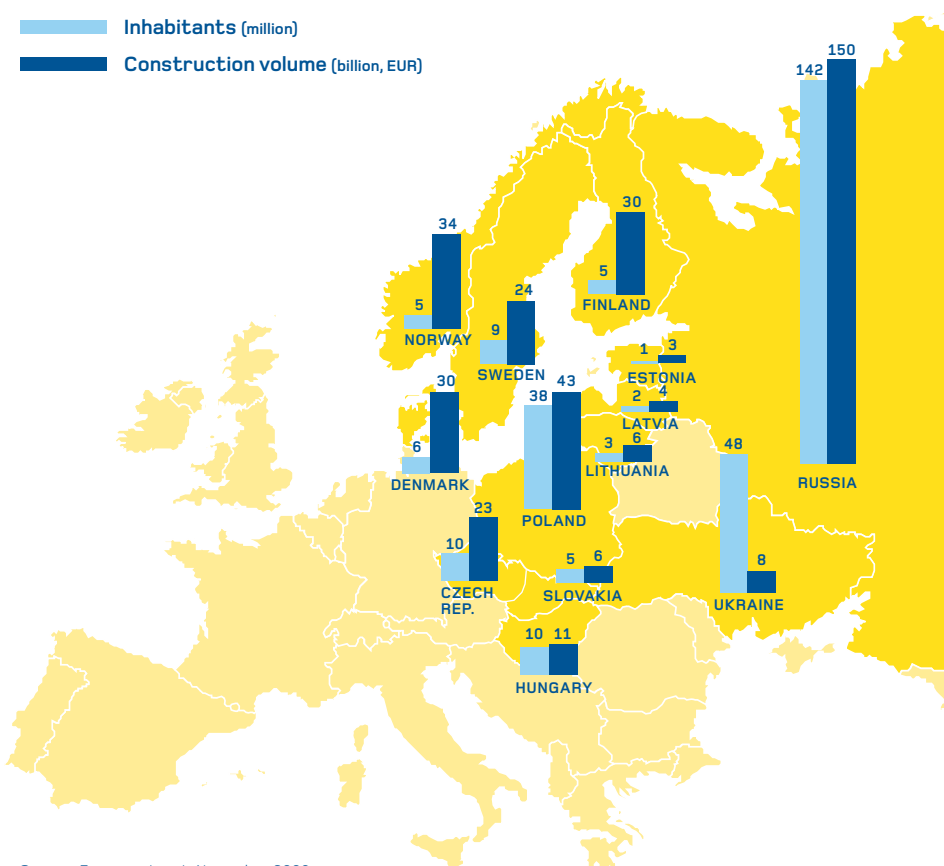 Inhabitants (million)
Construction volume (billion, EUR)
142 150
RUSSIA
5 34
NORWAY
9 24
SWEDEN
5 30
FINLAND
1 3
ESTONIA
2 4
LATVIA
3 6
LITHUANIA
6 30
DENMARK
38 43
POLAND
48 8
UKRAINE
10 23
CZECH
REP.
5 6
SLOVAKIA
10 11
HUNGARY